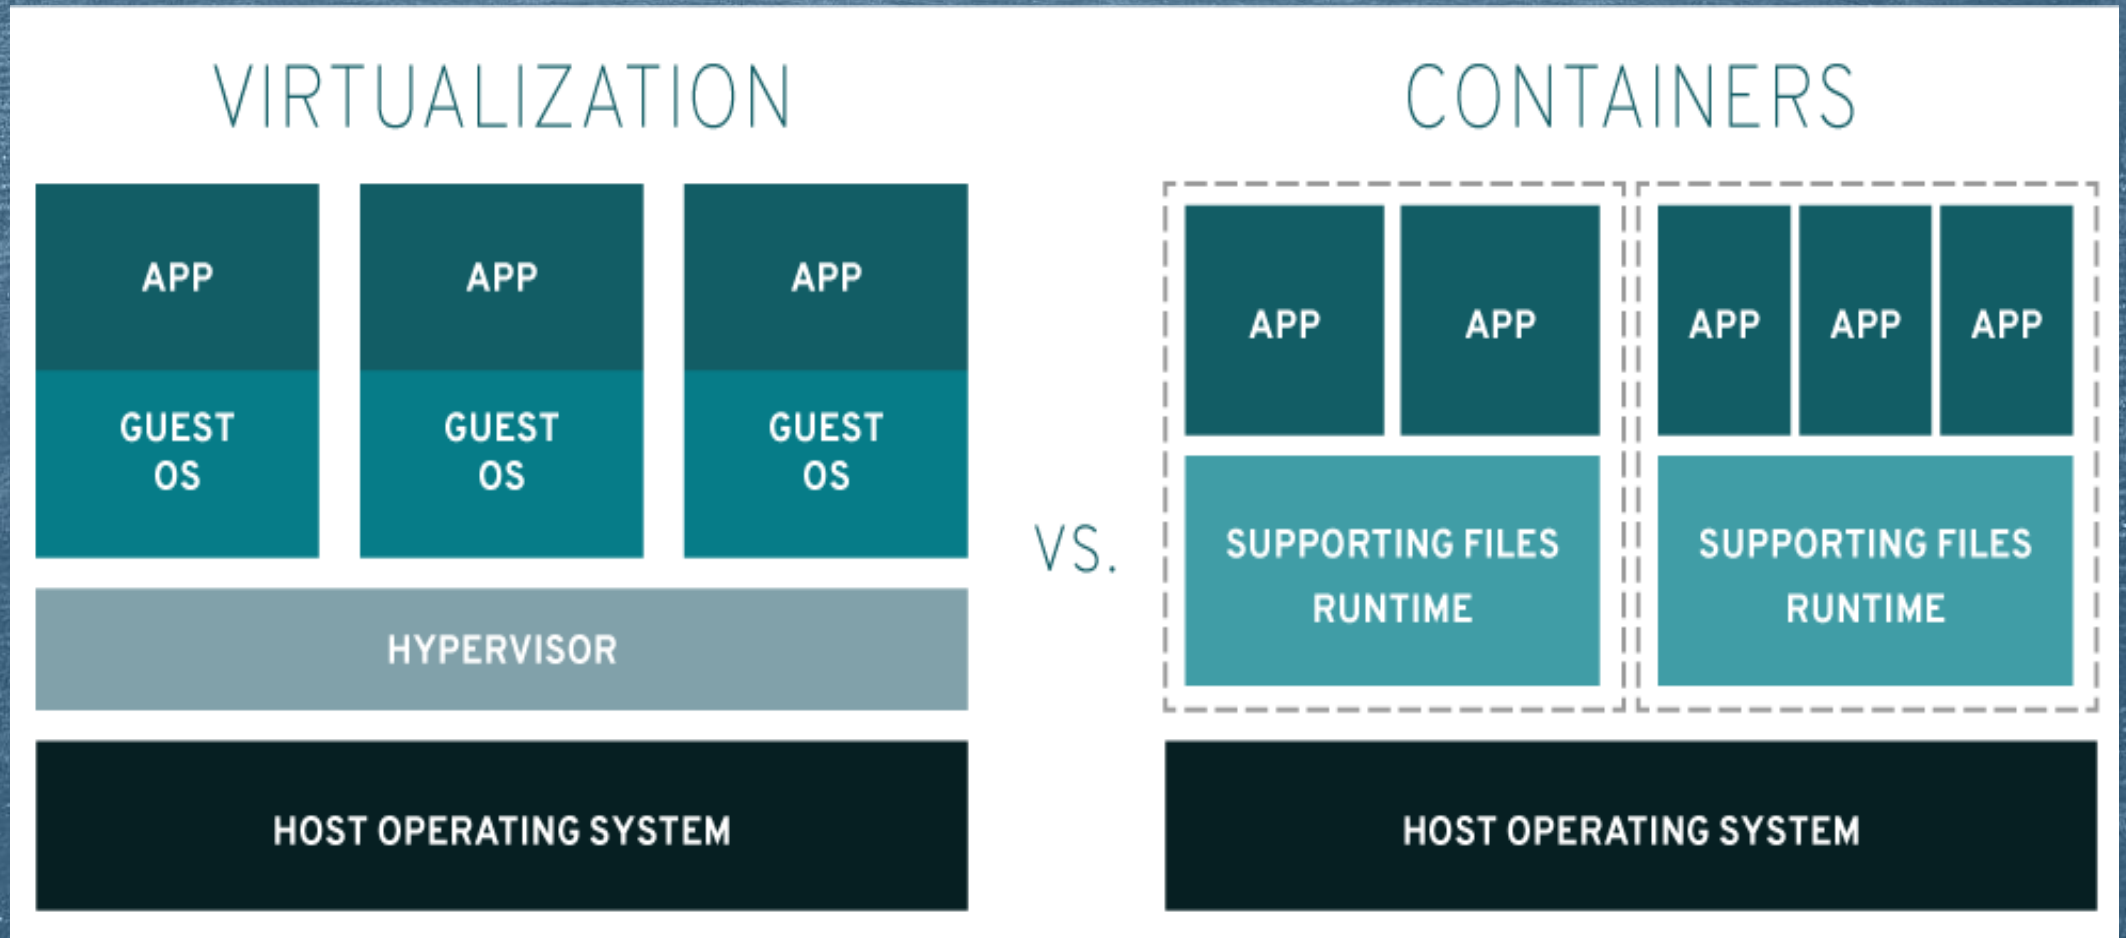 VIRTUALIZATION
APP
APP
APP
GUEST
OS
GUEST
OS
GUEST
OS
HYPERVISOR
HOST OPERATING SYSTEM
VS.
CONTAINERS
APP
APP
SUPPORTING FILES
RUNTIME
APP
APP
APP
SUPPORTING FILES
RUNTIME
HOST OPERATING SYSTEM